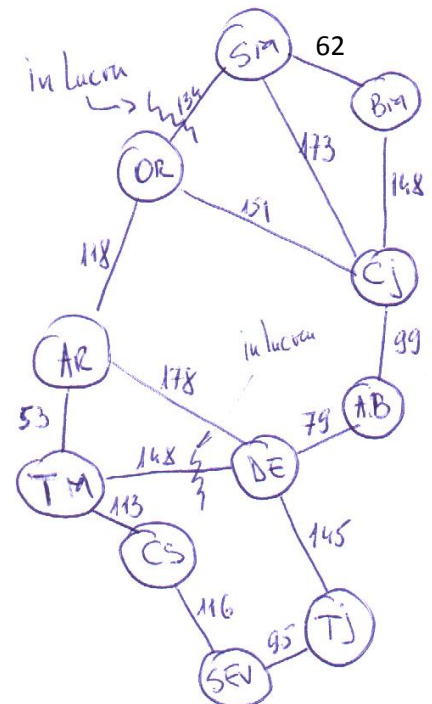 62
SM
BM
in lucru
134
173
148
OR
151
CJ
118
99
in lucru
AR
178
AB
53
79
148
DE
TM
113
145
CS
116
TJ
95
SEV